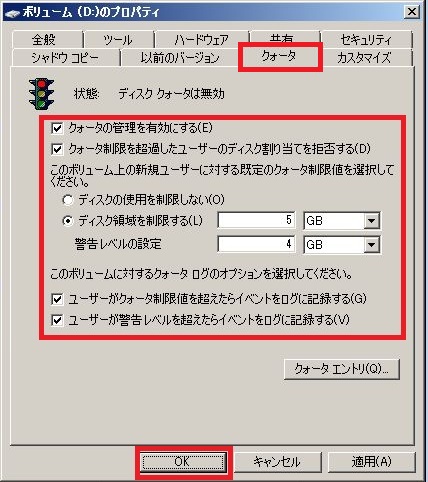 ボリューム (D:)のプロパティ
全般 ツール ハードウェア 共有 セキュリティ
シャドウ コピー 以前のバージョン クォータ カスタマイズ
状態: ディスク クォータは無効
クォータの管理を有効にする(E)
クォータ制限を超過したユーザーのディスク割り当てを拒否する(D)
このボリューム上の新規ユーザーに対する既定のクォータ制限値を選択して
ください。
ディスクの使用を制限しない(O)
ディスク領域を制限する(L) 5 GB
警告レベルの設定 4 GB
このボリュームに対するクォータ ログのオプションを選択してください。
ユーザーがクォータ制限値を超えたらイベントをログに記録する(G)
ユーザーが警告レベルを超えたらイベントをログに記録する(V)
クォータ エントリ(Q)...
OK キャンセル 適用(A)